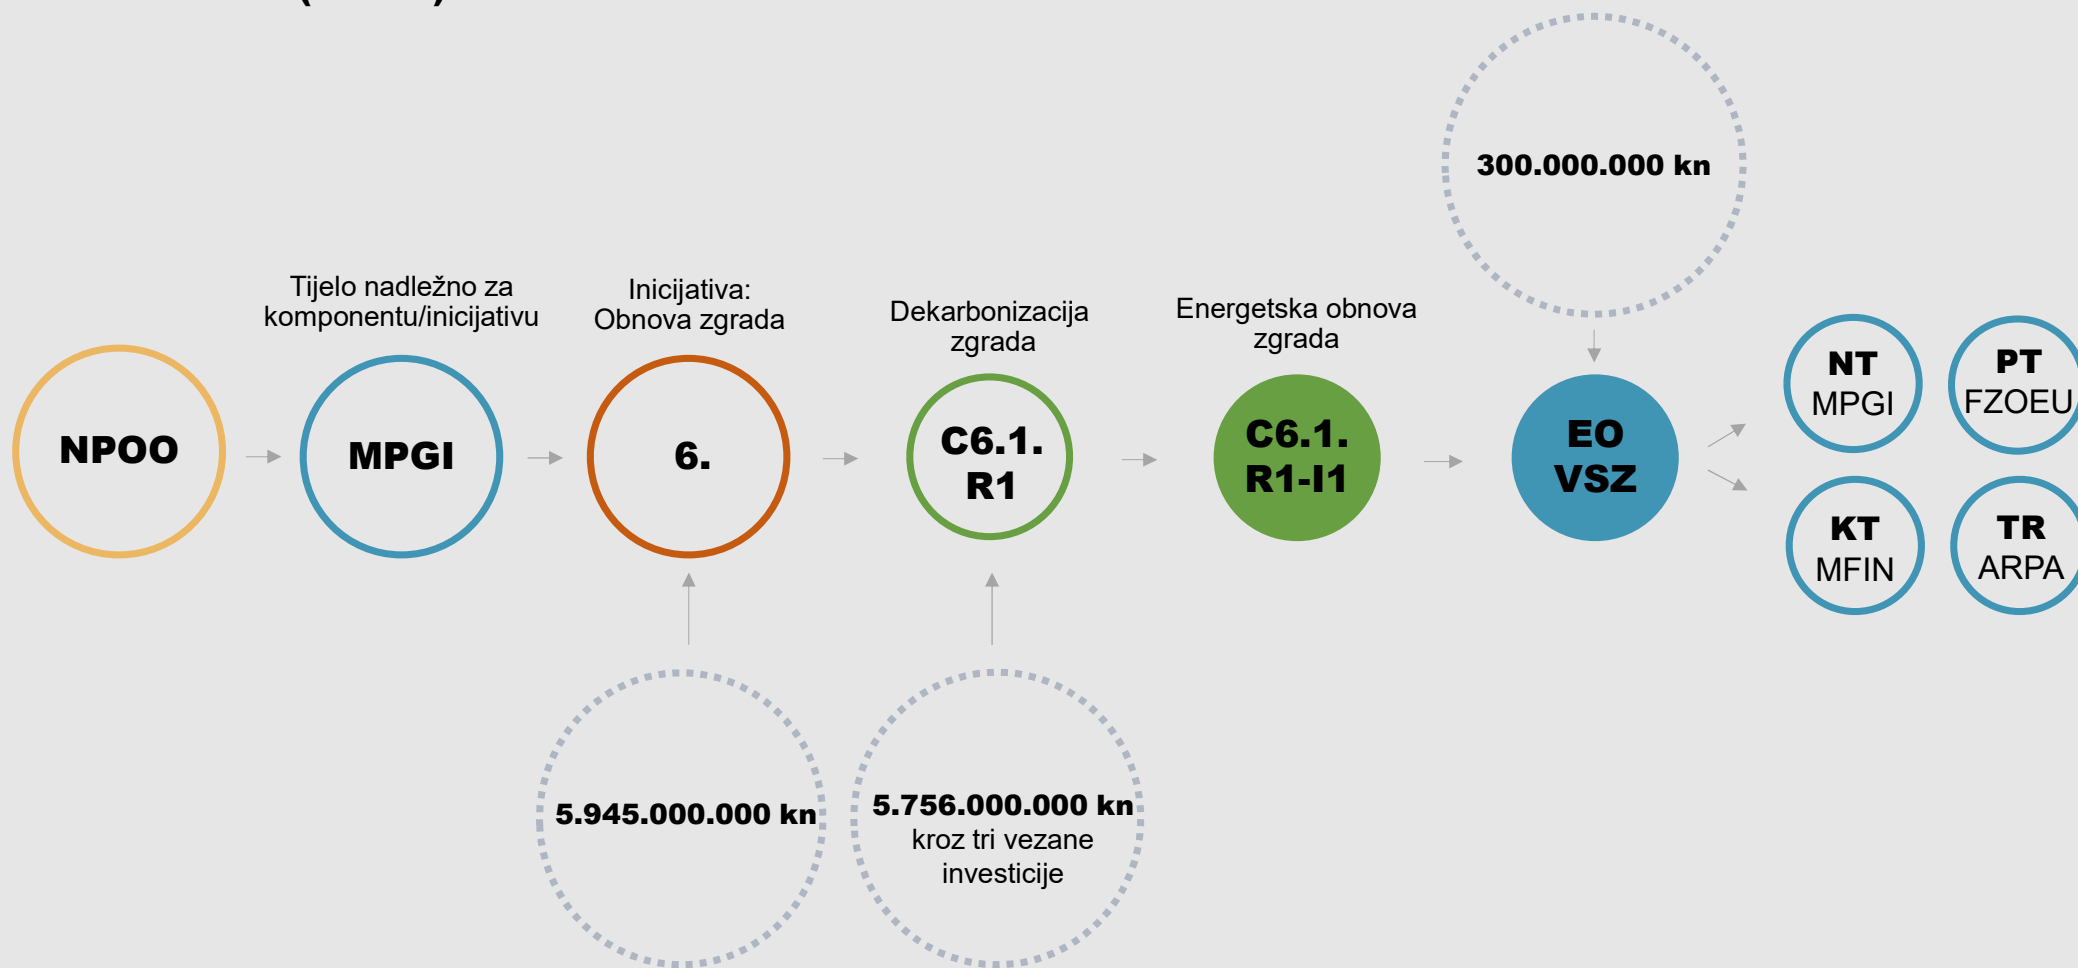 300.000.000 kn
Tijelo nadležno za
komponentu/inicijativu
Inicijativa:
Obnova zgrada
Dekarbonizacija
zgrada
Energetska obnova
zgrada
NPOO
MPGI
6.
C6.1.
R1
C6.1.
R1-I1
EO
VSZ
NT
MPGI
PT
FZOEU
KT
MFIN
TR
ARPA
5.945.000.000 kn
5.756.000.000 kn
kroz tri vezane
investicije